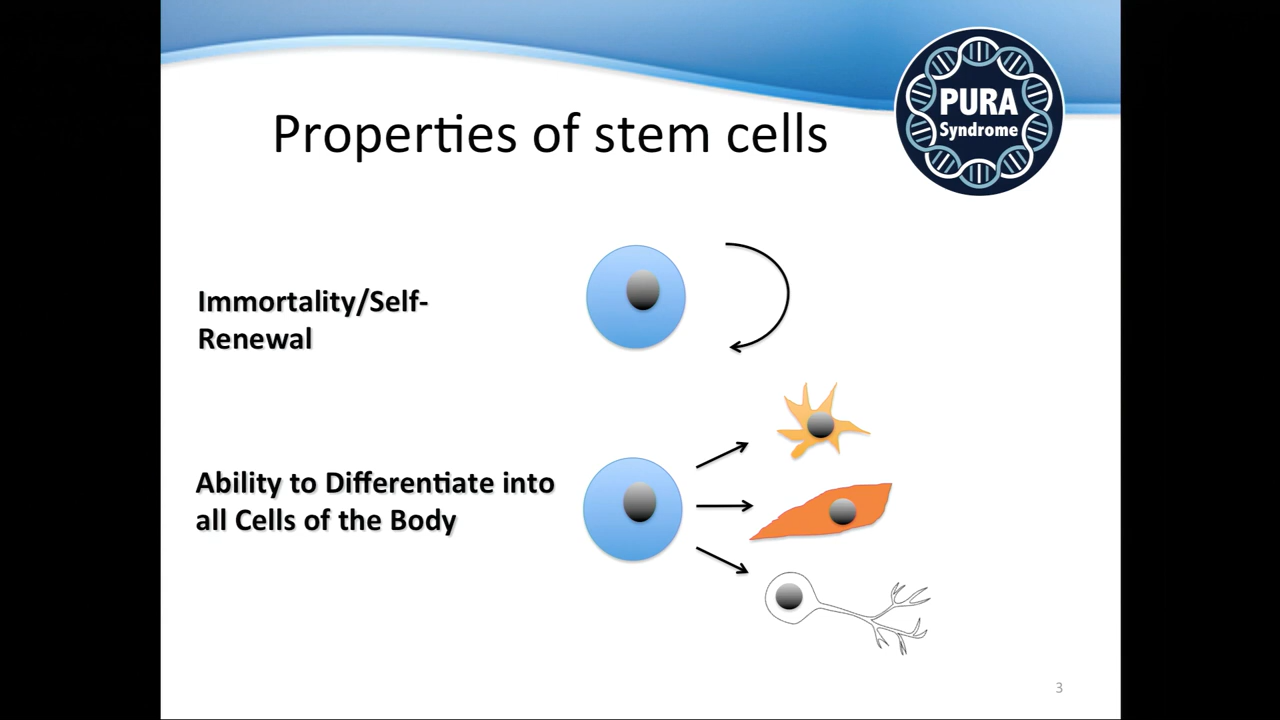 PURA
Syndrome
Properties of stem cells
Immortality/Self-
Renewal
Ability to Differentiate into
all Cells of the Body
3